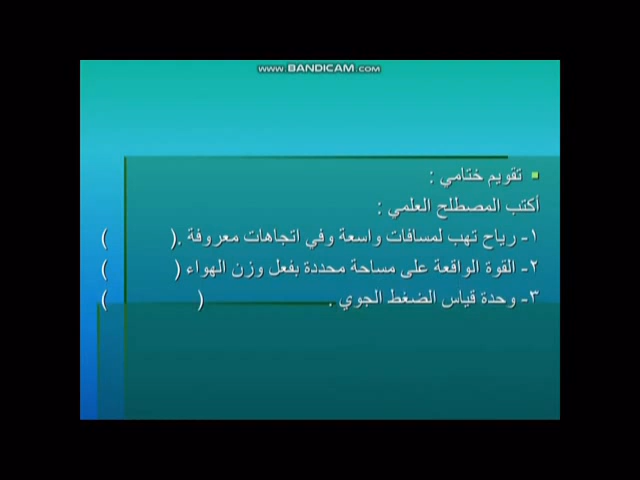 www.BANDICAM.com
تقويم ختامي :
أكتب المصطلح العلمي :
١- رياح تهب لمسافات واسعة وفي اتجاهات معروفة .( )
٢- القوة الواقعة على مساحة محددة بفعل وزن الهواء ( )
٣- وحدة قياس الضغط الجوي . ( )